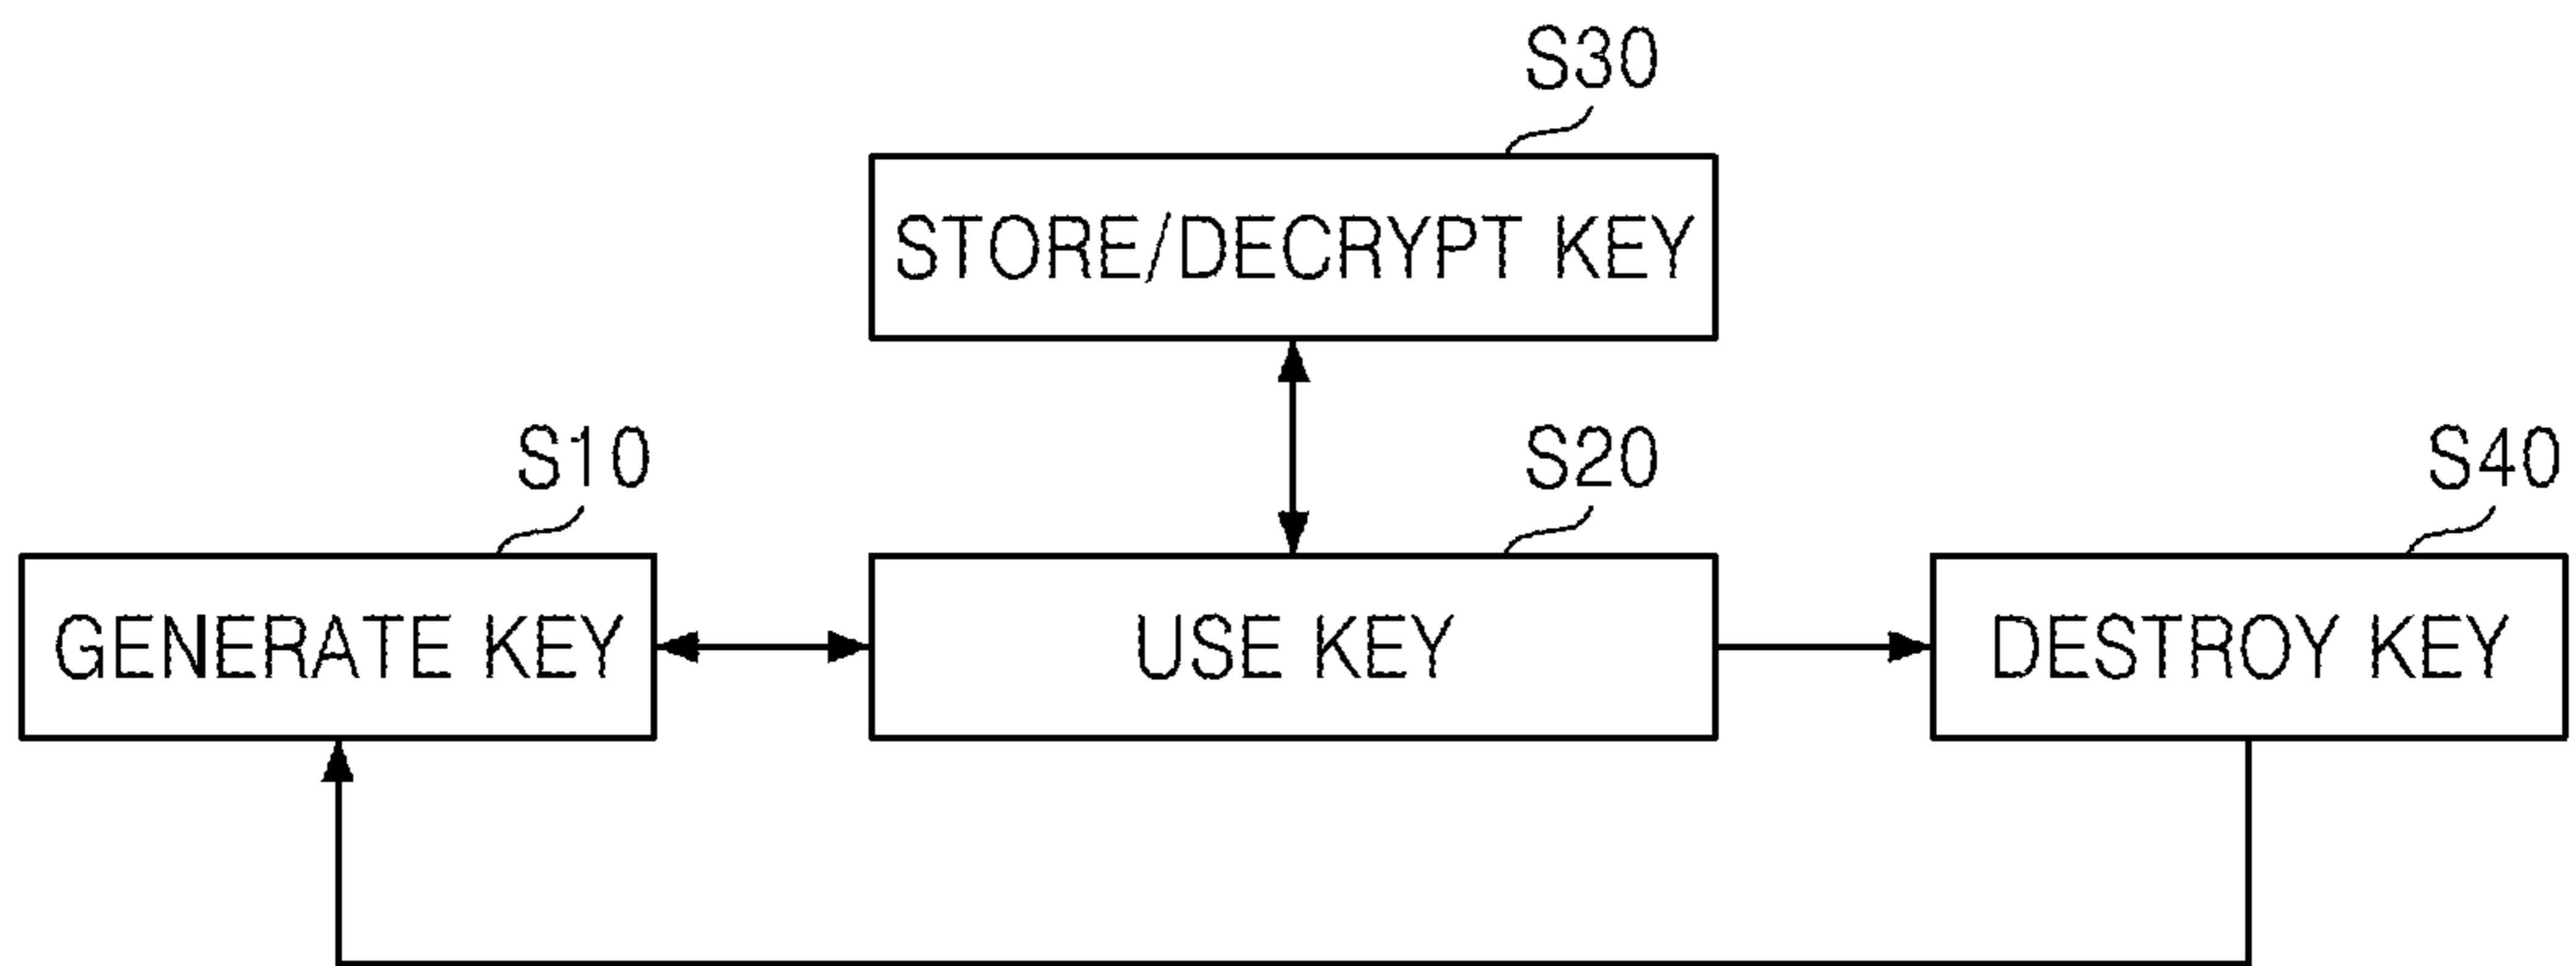 S30
STORE/DECRYPT KEY
S10
S20
S40
GENERATE KEY
USE KEY
DESTROY KEY